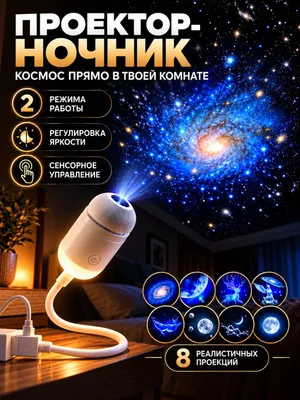 ПРОЕКТОР-
НОЧНИК
КОСМОС ПРЯМО В ТВОЕЙ КОМНАТЕ
2 РЕЖИМА
РАБОТЫ
РЕГУЛИРОВКА
ЯРКОСТИ
СЕНСОРНОЕ
УПРАВЛЕНИЕ
8 РЕАЛИСТИЧНЫХ
ПРОЕКЦИЙ